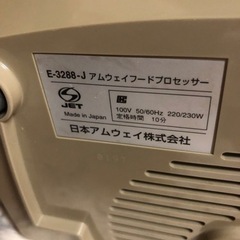 E-3288-J アムウェイフードプロセッサー
JET
Made in Japan
100V 50/60Hz 220/230W
定格時間 10分
日本アムウェイ株式会社